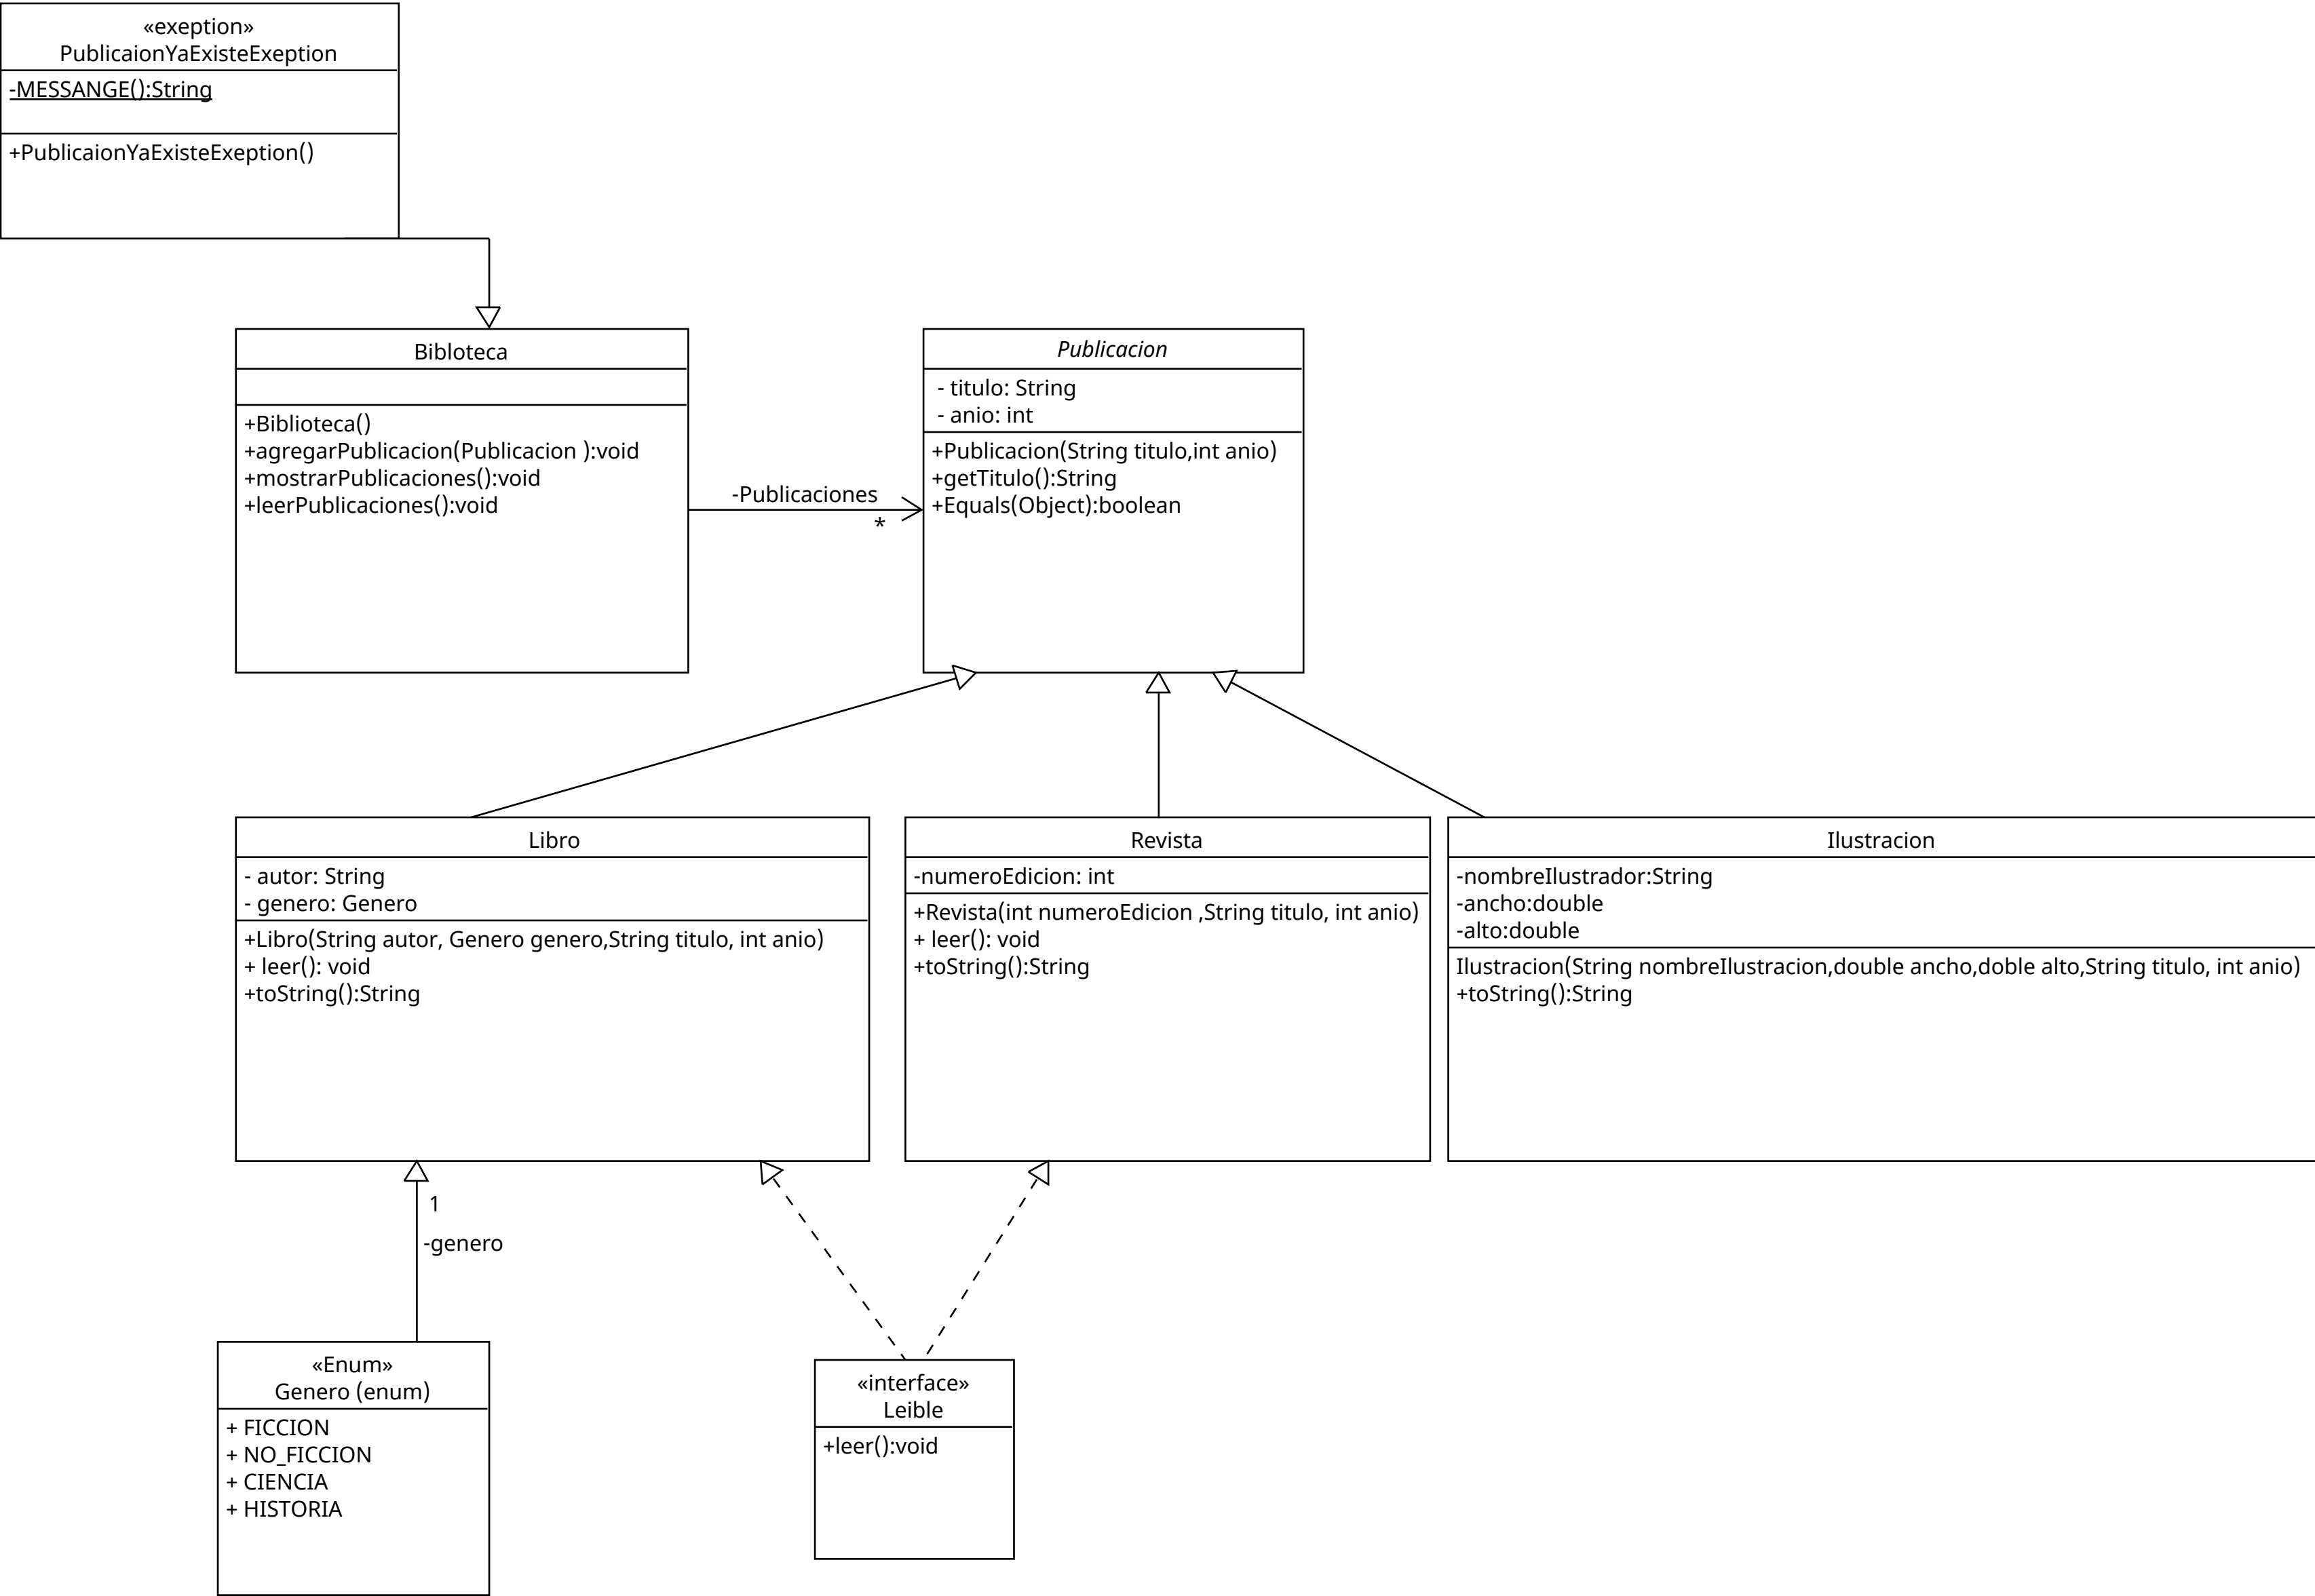 «exeption»
PublicaionYaExisteExeption
-MESSANGE():String
+PublicaionYaExisteExeption()
Bibloteca
+Biblioteca()
+agregarPublicacion(Publicacion ):void
+mostrarPublicaciones():void
+leerPublicaciones():void
-Publicaciones
*
Publicacion
- titulo: String
- anio: int
+Publicacion(String titulo,int anio)
+getTitulo():String
+Equals(Object):boolean
Libro
- autor: String
- genero: Genero
+Libro(String autor, Genero genero,String titulo, int anio)
+ leer(): void
+toString():String
Revista
-numeroEdicion: int
+Revista(int numeroEdicion ,String titulo, int anio)
+ leer(): void
+toString():String
Ilustracion
-nombreIlustrador:String
-ancho:double
-alto:double
Ilustracion(String nombreIlustracion,double ancho,doble alto,String titulo, int anio)
+toString():String
1
-genero
«Enum»
Genero (enum)
+ FICCION
+ NO_FICCION
+ CIENCIA
+ HISTORIA
«interface»
Leible
+leer():void